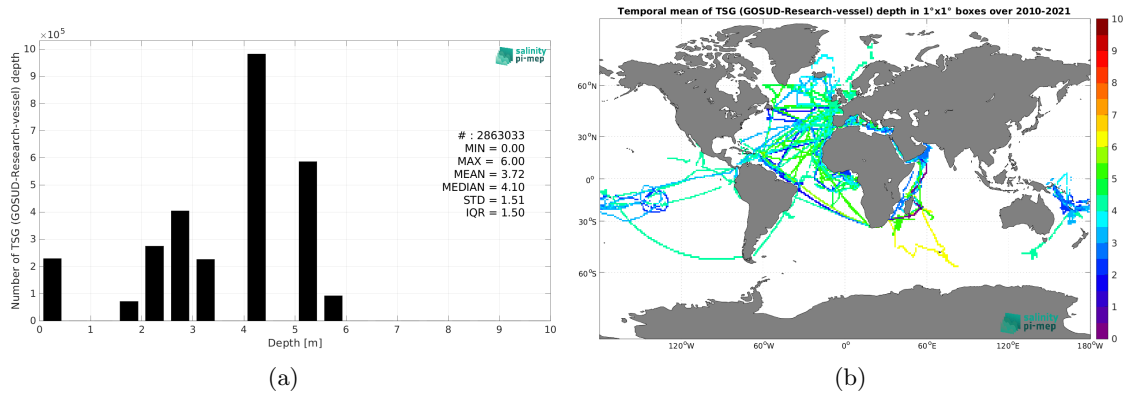 Number of TSG (GOSUD-Research-vessel) depth
×10⁵
10
9
8
7
6
5
4
3
2
1
0
0 1 2 3 4 5 6 7 8 9 10
Depth [m]
salinity
pi-mep
# : 2863033
MIN = 0.00
MAX = 6.00
MEAN = 3.72
MEDIAN = 4.10
STD = 1.51
IQR = 1.50
(a)
Temporal mean of TSG (GOSUD-Research-vessel) depth in 1°x1° boxes over 2010-2021
60°N
30°N
0°
30°S
60°S
120°W 60°W 0° 60°E 120°E 180°W
salinity
pi-mep
10
9
8
7
6
5
4
3
2
1
0
(b)